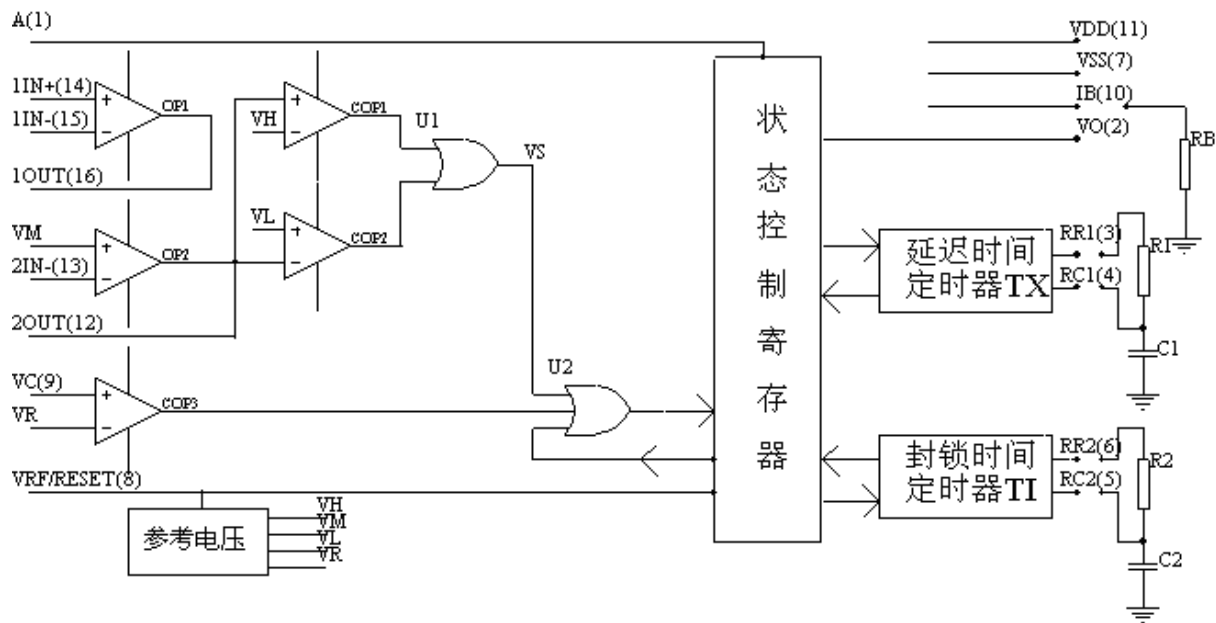 A(1)
1IN+(14)
1IN-(15)
1OUT(16)
VM
2IN-(13)
2OUT(12)
VC(9)
VR
VRF/RESET(8)
OP1
OP2
COP3
+
−
+
−
+
−
VH
VL
+
−
+
−
COP1
COP2
U1
VS
U2
参考电压
VH
VM
VL
VR
状态控制寄存器
VDD(11)
VSS(7)
IB(10)
VO(2)
RB
延迟时间
定时器TX
RR1(3)
RC1(4)
R1
C1
封锁时间
定时器TI
RR2(6)
RC2(5)
R2
C2